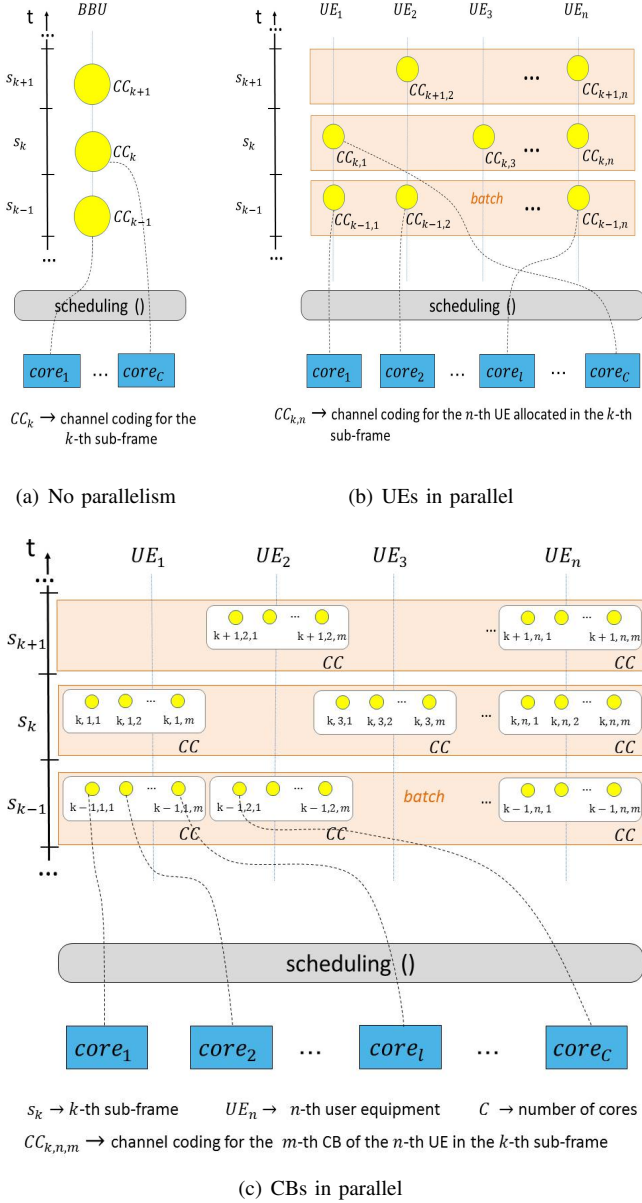 t
BBU
...
s_{k+1}
CC_{k+1}
s_k
CC_k
s_{k-1}
CC_{k-1}
...
scheduling ()
core_1 ... core_C
CC_k → channel coding for the
k-th sub-frame
(a) No parallelism
t
UE_1 UE_2 UE_3 UE_n
...
s_{k+1}
... 
CC_{k+1,2} CC_{k+1,n}
s_k
...
CC_{k,1} CC_{k,3} CC_{k,n}
s_{k-1}
batch ...
CC_{k-1,1} CC_{k-1,2} CC_{k-1,n}
...
scheduling ()
core_1 core_2 ... core_l ... core_C
CC_{k,n} → channel coding for the n-th UE allocated in the k-th
sub-frame
(b) UEs in parallel
t
UE_1 UE_2 UE_3 UE_n
...
s_{k+1}
... ...
k+1,2,1 k+1,2,m ... k+1,n,1 k+1,n,m
CC CC
s_k
... ... ...
k,1,1 k,1,2 k,1,m k,3,1 k,3,2 k,3,m ... k,n,1 k,n,2 k,n,m
CC CC CC
s_{k-1}
... ... batch ...
k-1,1,1 k-1,1,m k-1,2,1 k-1,2,m ... k-1,n,1 k-1,n,m
CC CC CC
...
scheduling ()
core_1 core_2 ... core_l ... core_C
s_k → k-th sub-frame UE_n → n-th user equipment C → number of cores
CC_{k,n,m} → channel coding for the m-th CB of the n-th UE in the k-th sub-frame
(c) CBs in parallel